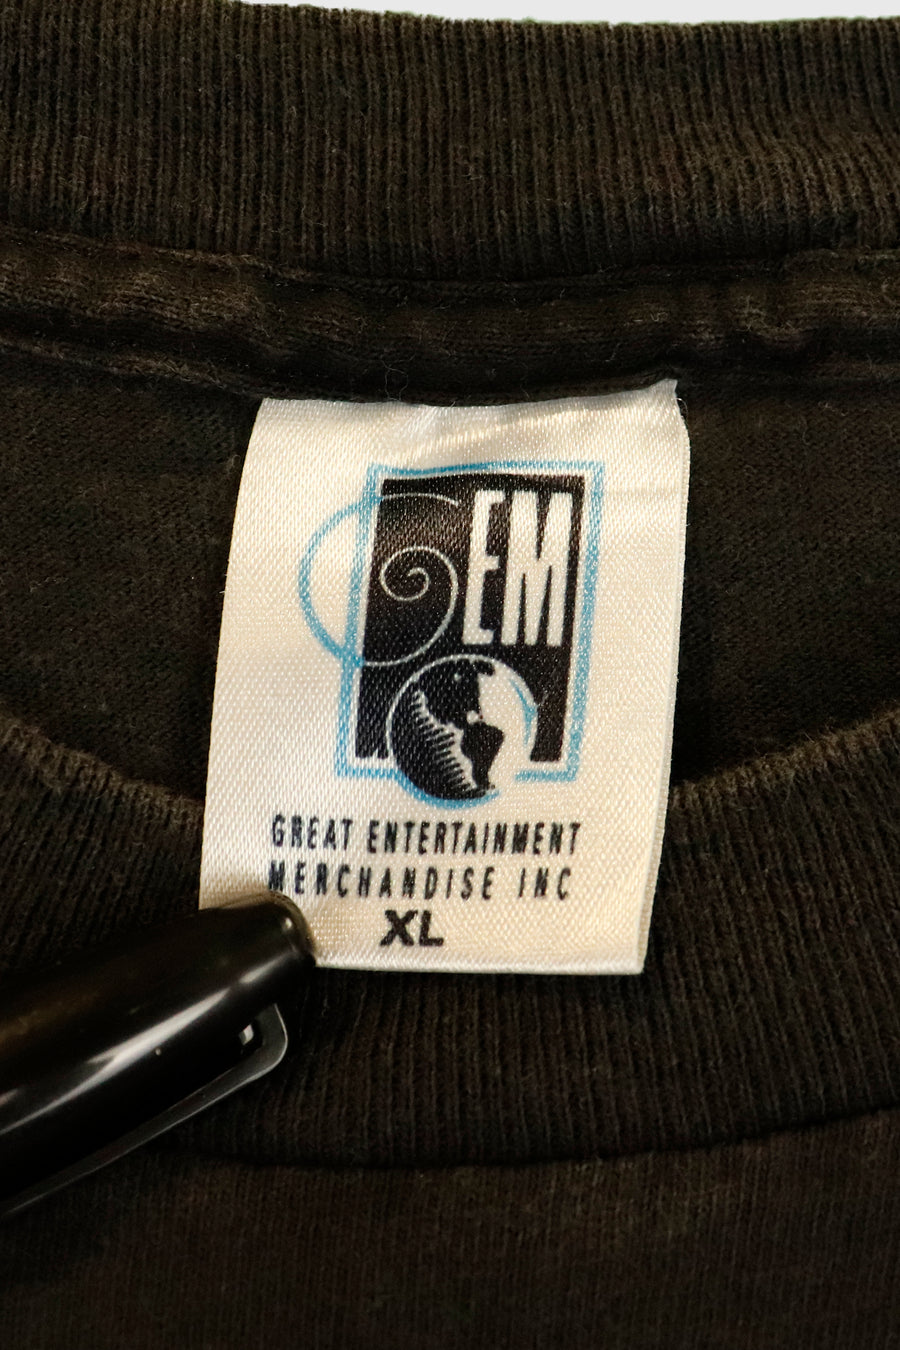 GEM
GREAT ENTERTAINMENT
MERCHANDISE INC
XL